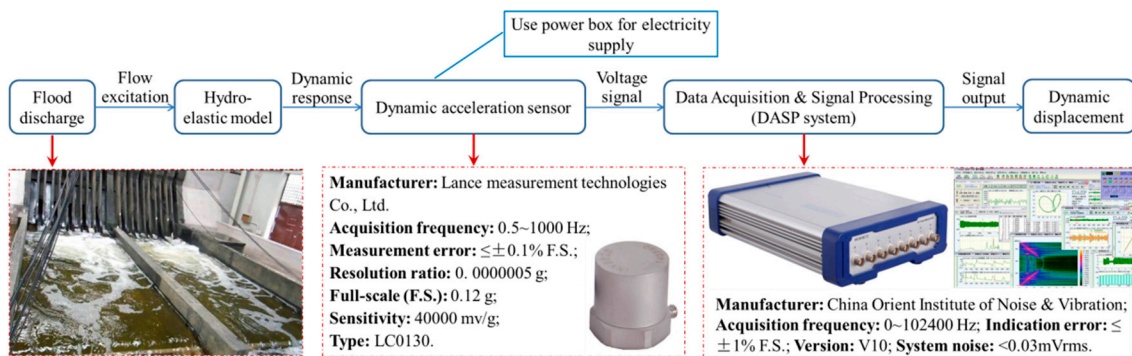 Use power box for electricity
supply
Flow
excitation
Dynamic
response
Voltage
signal
Signal
output
Flood
discharge
Hydro-
elastic model
Dynamic acceleration sensor
Data Acquisition & Signal Processing
(DASP system)
Dynamic
displacement
Manufacturer: Lance measurement technologies
Co., Ltd.
Acquisition frequency: 0.5~1000 Hz;
Measurement error: ≤±0.1% F.S.;
Resolution ratio: 0. 0000005 g;
Full-scale (F.S.): 0.12 g;
Sensitivity: 40000 mv/g;
Type: LC0130.
Manufacturer: China Orient Institute of Noise & Vibration;
Acquisition frequency: 0~102400 Hz; Indication error: ≤
±1% F.S.; Version: V10; System noise: <0.03mVrms.